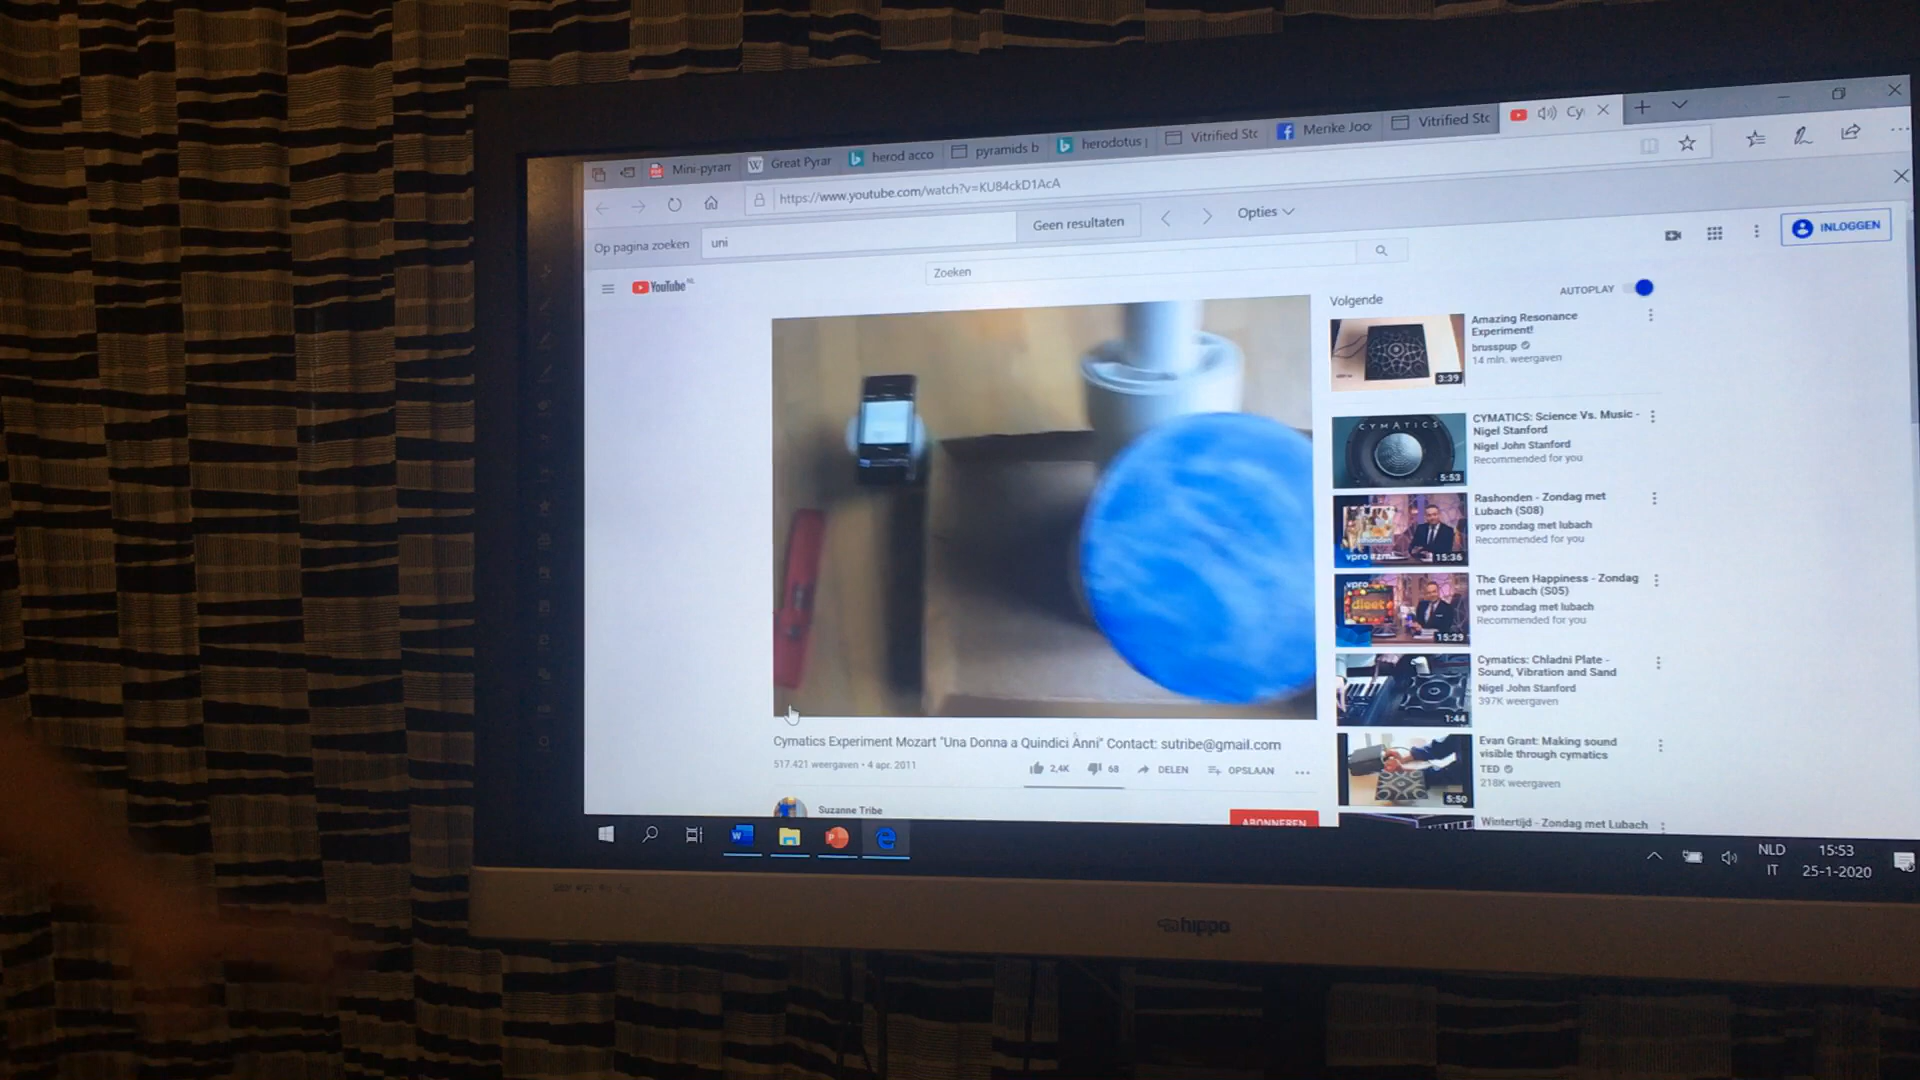 Mini-pyram
Great Pyrar
herod acco
pyramids b
herodotus
Vitrified Stc
Merike Joo
Vitrified Stc
Cy
https://www.youtube.com/watch?v=KU84ckD1AcA
Op pagina zoeken
uni
Geen resultaten
Opties
YouTube NL
Zoeken
INLOGGEN
Volgende
AUTOPLAY
Amazing Resonance
Experiment!
brusspup
14 mln. weergaven
3:39
CYMATICS
CYMATICS: Science Vs. Music -
Nigel Stanford
Nigel John Stanford
Recommended for you
5:53
Rashonden - Zondag met
Lubach (S08)
vpro zondag met lubach
Recommended for you
vpro #zml
15:36
The Green Happiness - Zondag
met Lubach (S05)
vpro zondag met lubach
Recommended for you
vpro
dieet
15:29
Cymatics: Chladni Plate -
Sound, Vibration and Sand
Nigel John Stanford
397K weergaven
1:44
Evan Grant: Making sound
visible through cymatics
TED
218K weergaven
5:50
Wintertijd - Zondag met Lubach
Cymatics Experiment Mozart "Una Donna a Quindici Anni" Contact: sutribe@gmail.com
517.421 weergaven • 4 apr. 2011
2,4K
68
DELEN
OPSLAAN
Suzanne Tribe
ABONNEREN
NLD
IT
15:53
25-1-2020
hippo